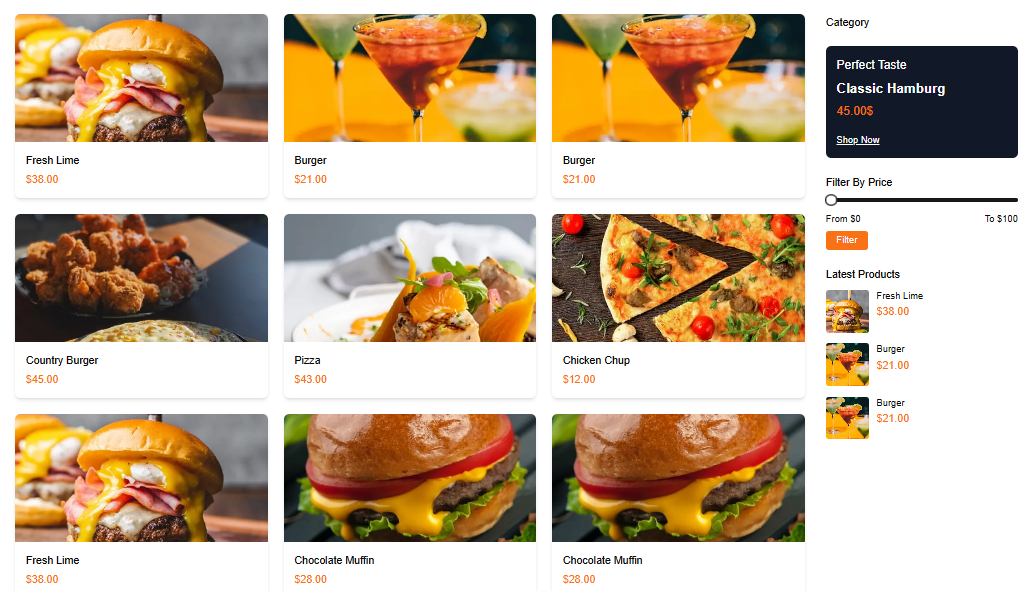 Fresh Lime
$38.00
Burger
$21.00
Burger
$21.00
Country Burger
$45.00
Pizza
$43.00
Chicken Chup
$12.00
Fresh Lime
$38.00
Chocolate Muffin
$28.00
Chocolate Muffin
$28.00
Category
Perfect Taste
Classic Hamburg
45.00$
Shop Now
Filter By Price
From $0 To $100
Filter
Latest Products
Fresh Lime
$38.00
Burger
$21.00
Burger
$21.00